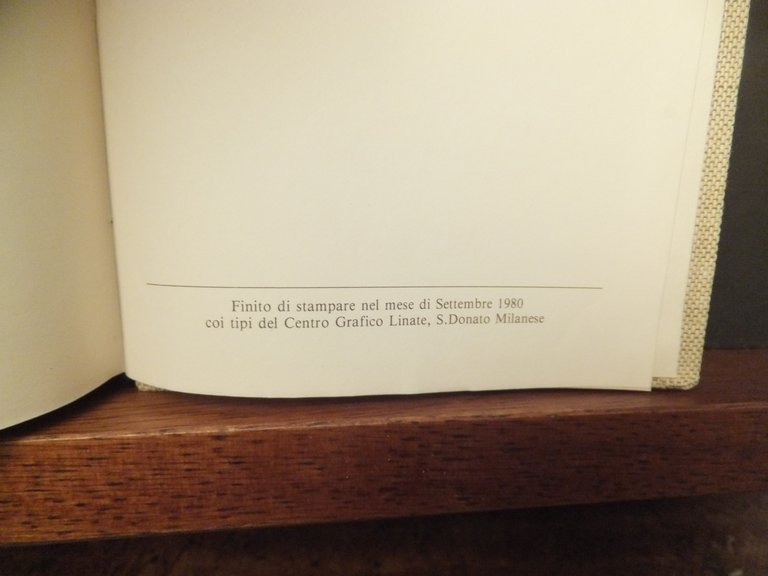 Finito di stampare nel mese di Settembre 1980
coi tipi del Centro Grafico Linate, S.Donato Milanese